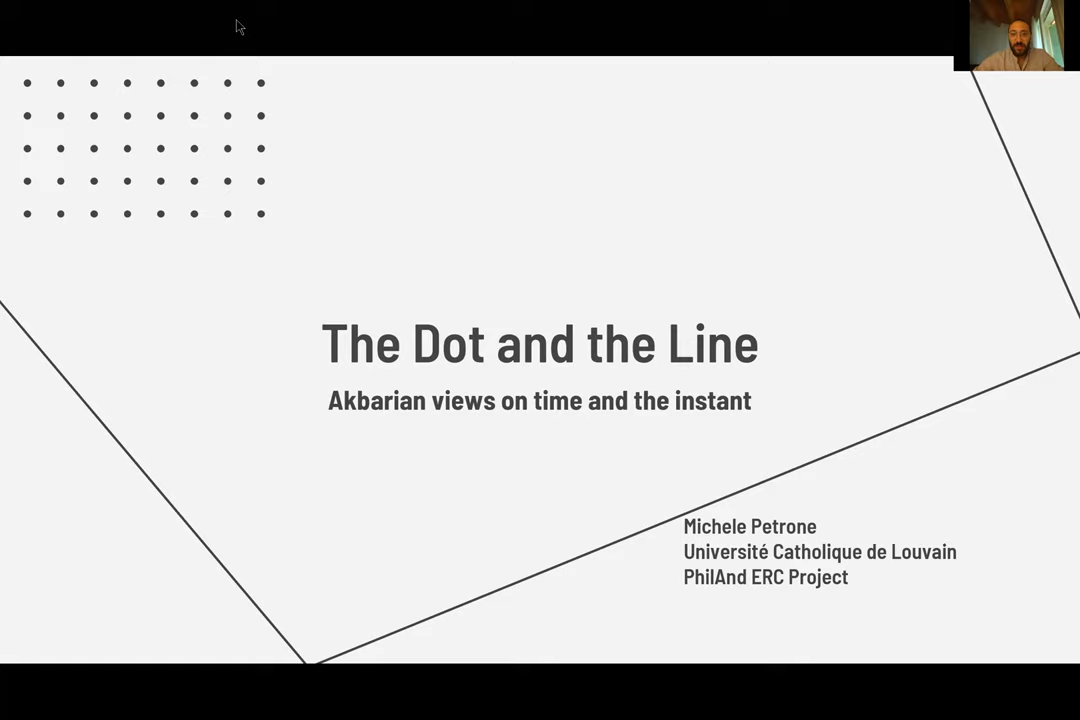 The Dot and the Line
Akbarian views on time and the instant
Michele Petrone
Université Catholique de Louvain
PhilAnd ERC Project